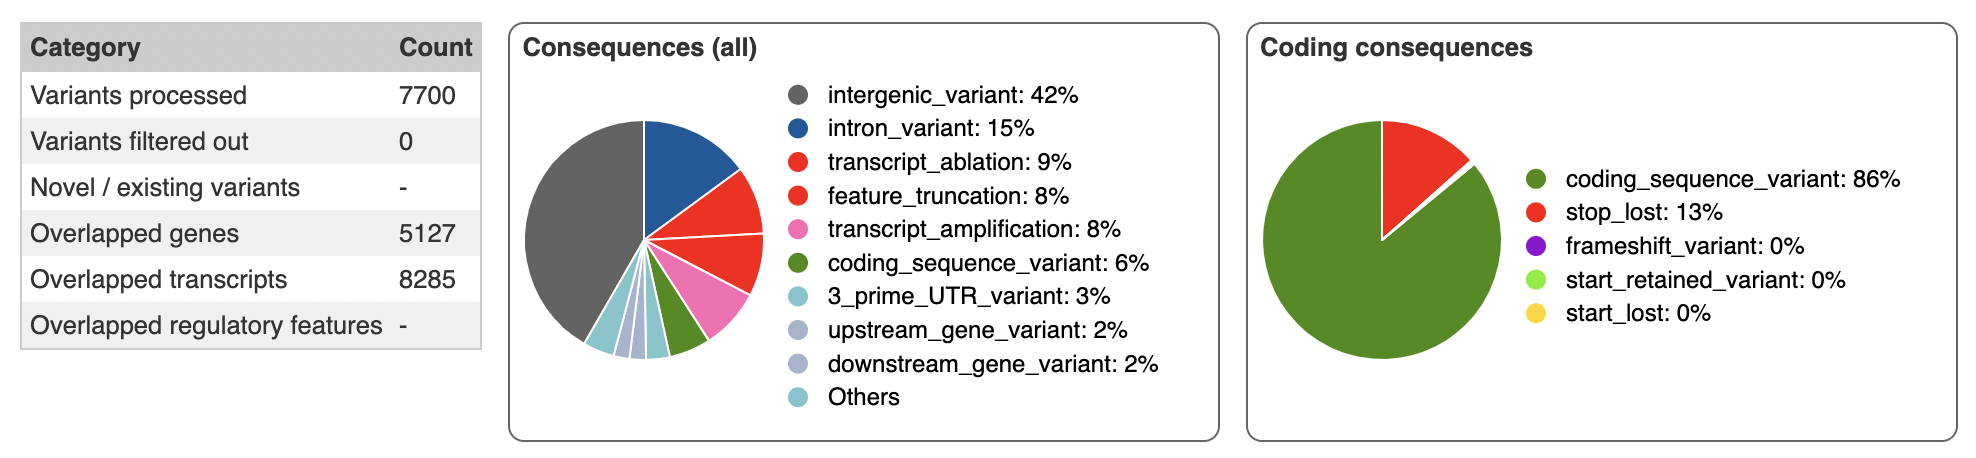 Category Count
Variants processed 7700
Variants filtered out 0
Novel / existing variants -
Overlapped genes 5127
Overlapped transcripts 8285
Overlapped regulatory features -
Consequences (all)
intergenic_variant: 42%
intron_variant: 15%
transcript_ablation: 9%
feature_truncation: 8%
transcript_amplification: 8%
coding_sequence_variant: 6%
3_prime_UTR_variant: 3%
upstream_gene_variant: 2%
downstream_gene_variant: 2%
Others
Coding consequences
coding_sequence_variant: 86%
stop_lost: 13%
frameshift_variant: 0%
start_retained_variant: 0%
start_lost: 0%